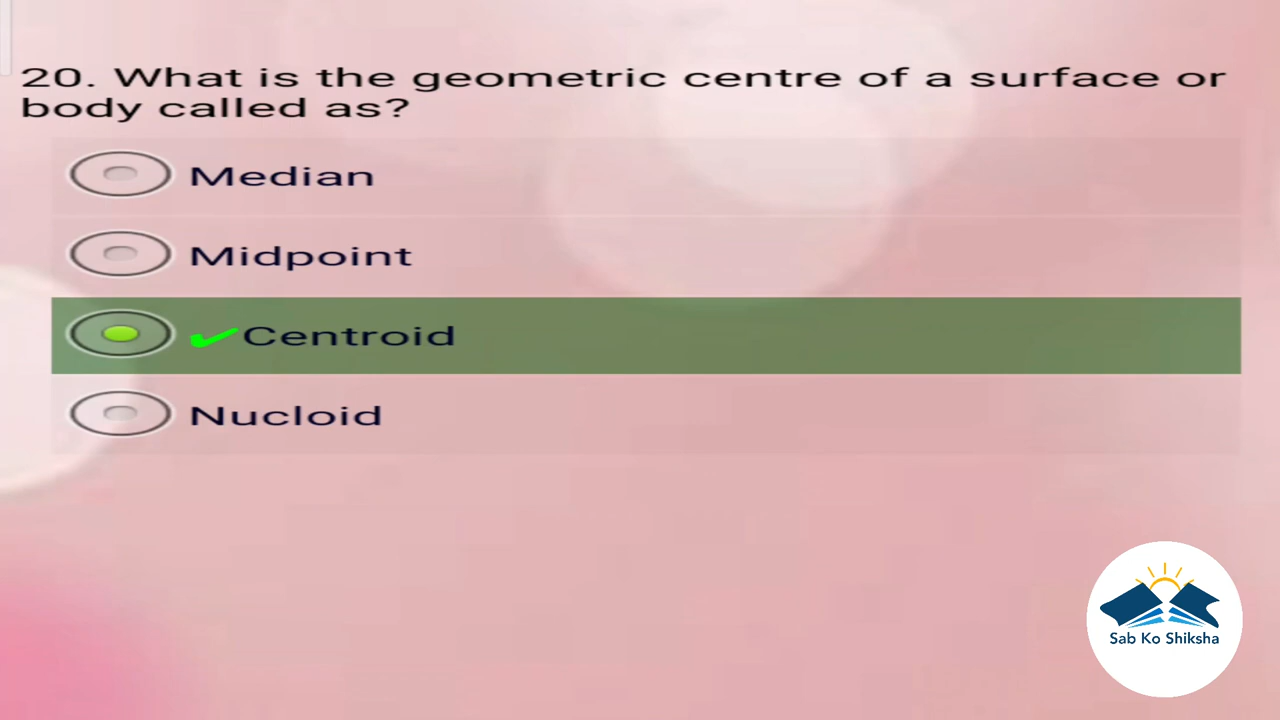 20. What is the geometric centre of a surface or
body called as?
Median
Midpoint
✔Centroid
Nucloid
Sab Ko Shiksha